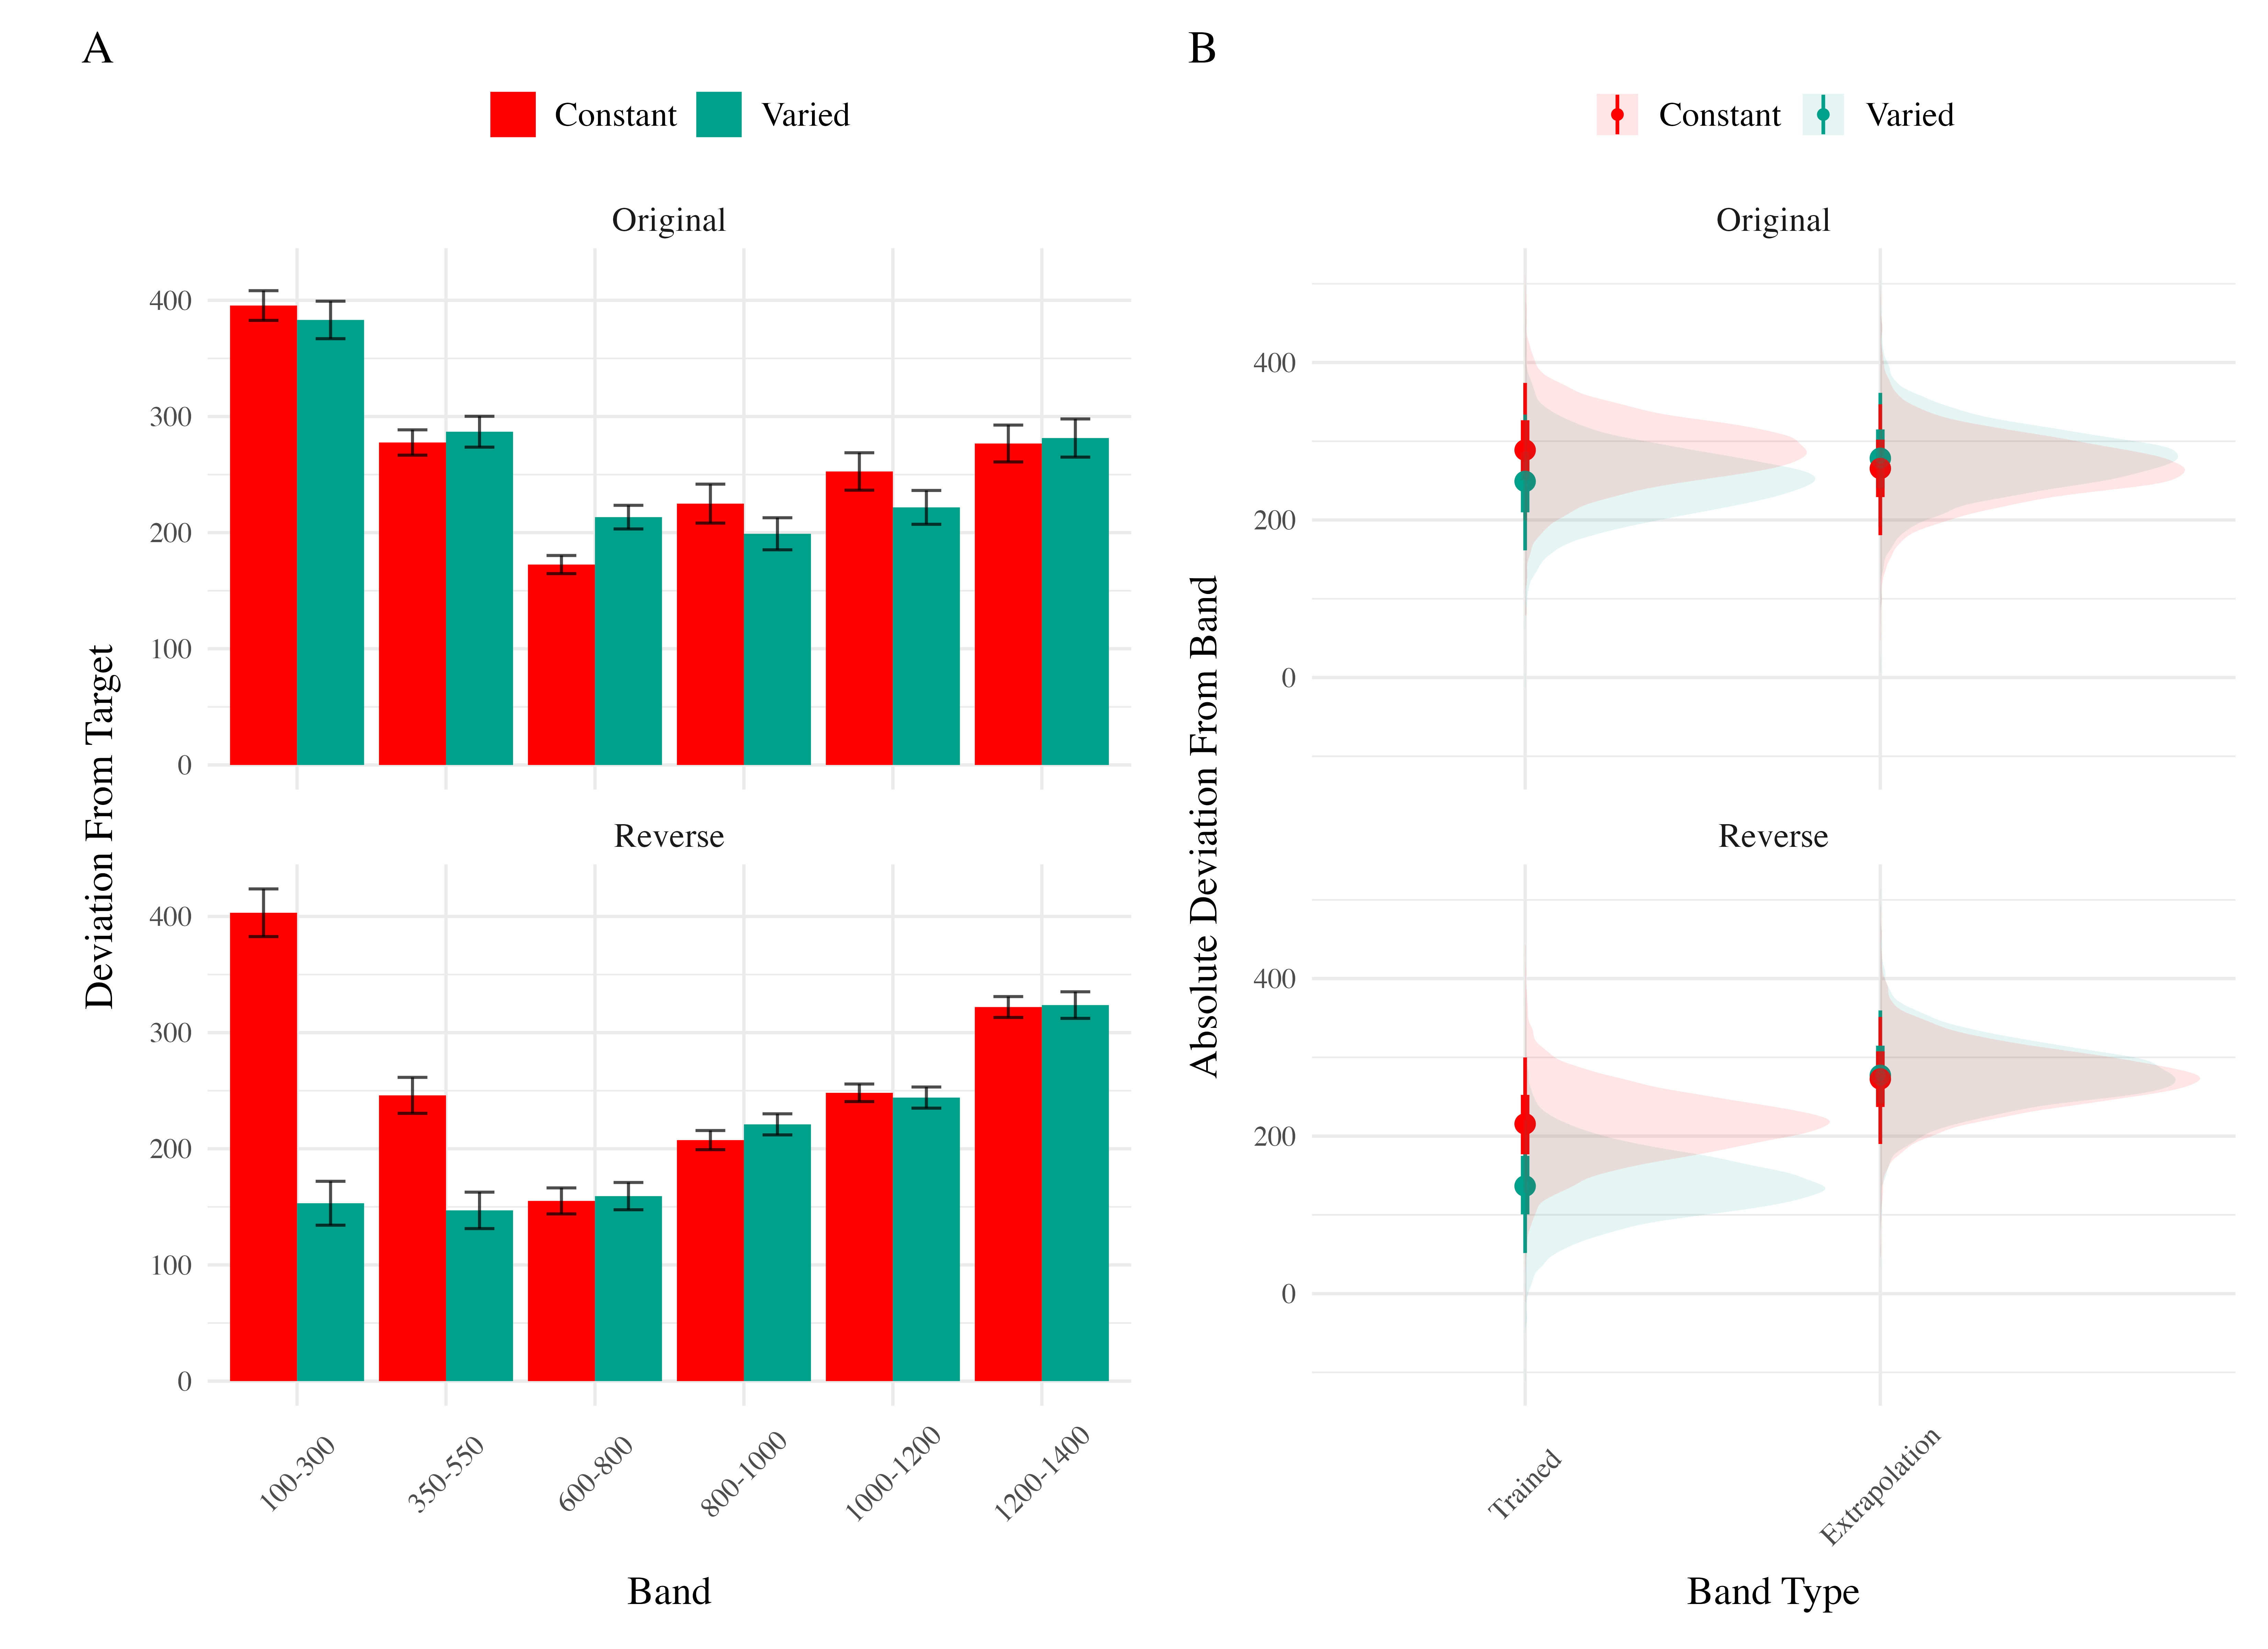 A
Constant Varied
Original
400
300
200
100
0
Reverse
400
300
200
100
0
Deviation From Target
100-300
350-550
600-800
800-1000
1000-1200
1200-1400
Band
B
Constant Varied
Original
400
200
0
Reverse
400
200
0
Absolute Deviation From Band
Trained
Extrapolation
Band Type